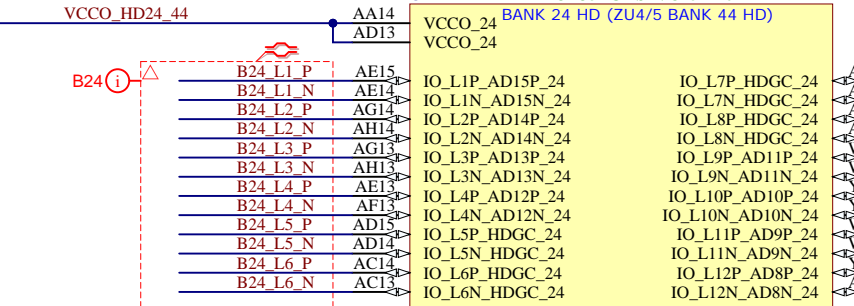 VCCO_HD24_44 AA14 VCCO_24 BANK 24 HD (ZU4/5 BANK 44 HD)
AD13 VCCO_24
B24 i
B24_L1_P AE15 IO_L1P_AD15P_24 IO_L7P_HDGC_24
B24_L1_N AE14 IO_L1N_AD15N_24 IO_L7N_HDGC_24
B24_L2_P AG14 IO_L2P_AD14P_24 IO_L8P_HDGC_24
B24_L2_N AH14 IO_L2N_AD14N_24 IO_L8N_HDGC_24
B24_L3_P AG13 IO_L3P_AD13P_24 IO_L9P_AD11P_24
B24_L3_N AH13 IO_L3N_AD13N_24 IO_L9N_AD11N_24
B24_L4_P AE13 IO_L4P_AD12P_24 IO_L10P_AD10P_24
B24_L4_N AF13 IO_L4N_AD12N_24 IO_L10N_AD10N_24
B24_L5_P AD15 IO_L5P_HDGC_24 IO_L11P_AD9P_24
B24_L5_N AD14 IO_L5N_HDGC_24 IO_L11N_AD9N_24
B24_L6_P AC14 IO_L6P_HDGC_24 IO_L12P_AD8P_24
B24_L6_N AC13 IO_L6N_HDGC_24 IO_L12N_AD8N_24